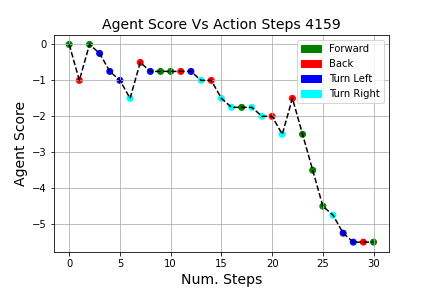 Agent Score Vs Action Steps 4159
Agent Score
0
−1
−2
−3
−4
−5
Forward
Back
Turn Left
Turn Right
0 5 10 15 20 25 30
Num. Steps